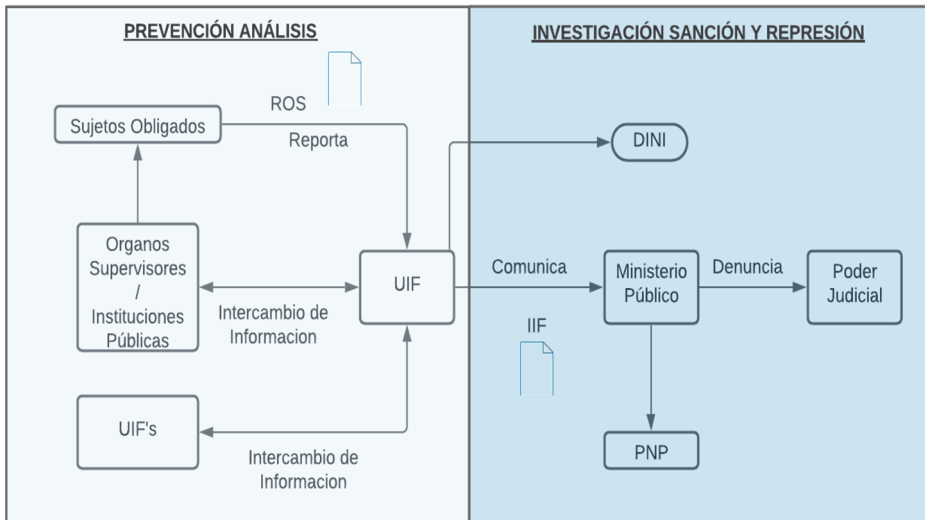 PREVENCIÓN ANÁLISIS
INVESTIGACIÓN SANCIÓN Y REPRESIÓN
ROS
Sujetos Obligados
Reporta
DINI
Organos
Supervisores
/
Instituciones
Públicas
Intercambio de
Informacion
UIF
Comunica
Ministerio
Público
Denuncia
Poder
Judicial
IIF
UIF's
Intercambio de
Informacion
PNP